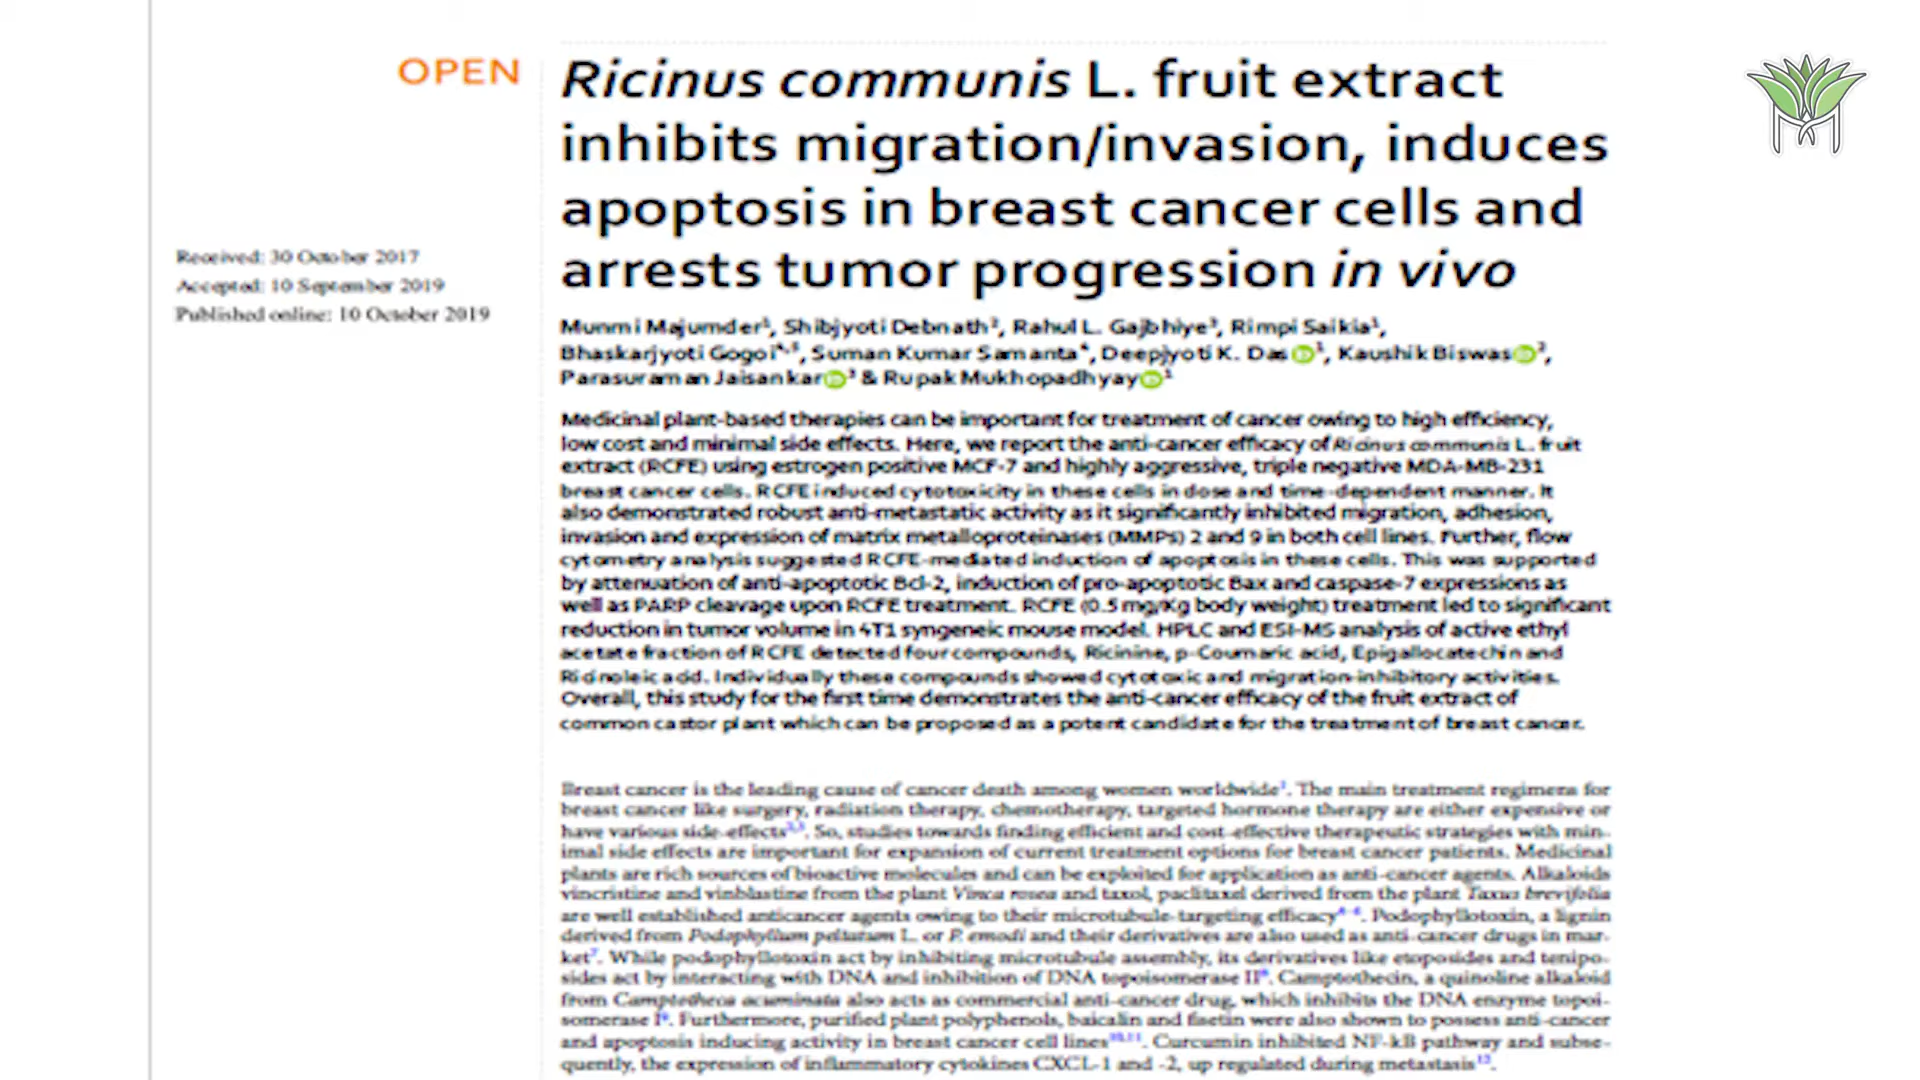 OPEN
Ricinus communis L. fruit extract
inhibits migration/invasion, induces
apoptosis in breast cancer cells and
arrests tumor progression in vivo
Received: 30 October 2017
Accepted: 10 September 2019
Published online: 10 October 2019
Munmi Majumder1, Shibjyoti Debnath2, Rahul L. Gajbhiye3, Rimpi Saikia1,
Bhaskarjyoti Gogoi4,5, Suman Kumar Samanta4, Deepjyoti K. Das1, Kaushik Biswas2,
Parasuraman Jaisankar3 & Rupak Mukhopadhyay1
Medicinal plant-based therapies can be important for treatment of cancer owing to high efficiency,
low cost and minimal side effects. Here, we report the anti-cancer efficacy of Ricinus communis L. fruit
extract (RCFE) using estrogen positive MCF-7 and highly aggressive, triple negative MDA-MB-231
breast cancer cells. RCFE induced cytotoxicity in these cells in dose and time-dependent manner. It
also demonstrated robust anti-metastatic activity as it significantly inhibited migration, adhesion,
invasion and expression of matrix metalloproteinases (MMPs) 2 and 9 in both cell lines. Further, flow
cytometry analysis suggested RCFE-mediated induction of apoptosis in these cells. This was supported
by attenuation of anti-apoptotic Bcl-2, induction of pro-apoptotic Bax and caspase-7 expressions as
well as PARP cleavage upon RCFE treatment. RCFE (0.5 mg/Kg body weight) treatment led to significant
reduction in tumor volume in 4T1 syngeneic mouse model. HPLC and ESI-MS analysis of active ethyl
acetate fraction of RCFE detected four compounds, Ricinine, p-Coumaric acid, Epigallocatechin and
Ricinoleic acid. Individually these compounds showed cytotoxic and migration-inhibitory activities.
Overall, this study for the first time demonstrates the anti-cancer efficacy of the fruit extract of
common castor plant which can be proposed as a potent candidate for the treatment of breast cancer.
Breast cancer is the leading cause of cancer death among women worldwide1. The main treatment regimens for
breast cancer like surgery, radiation therapy, chemotherapy, targeted hormone therapy are either expensive or
have various side-effects2,3. So, studies towards finding efficient and cost-effective therapeutic strategies with min-
imal side effects are important for expansion of current treatment options for breast cancer patients. Medicinal
plants are rich sources of bioactive molecules and can be exploited for application as anti-cancer agents. Alkaloids
vincristine and vinblastine from the plant Vinca rosea and taxol, paclitaxel derived from the plant Taxus brevifolia
are well established anticancer agents owing to their microtubule-targeting efficacy4–6. Podophyllotoxin, a lignin
derived from Podophyllum peltatum L. or P. emodi and their derivatives are also used as anti-cancer drugs in mar-
ket7. While podophyllotoxin act by inhibiting microtubule assembly, its derivatives like etoposides and tenipo-
sides act by interacting with DNA and inhibition of DNA topoisomerase II8. Camptothecin, a quinoline alkaloid
from Camptotheca acuminata also acts as commercial anti-cancer drug, which inhibits the DNA enzyme topoi-
somerase I9. Furthermore, purified plant polyphenols, baicalin and fisetin were also shown to possess anti-cancer
and apoptosis inducing activity in breast cancer cell lines10,11. Curcumin inhibited NF-kB pathway and subse-
quently, the expression of inflammatory cytokines CXCL-1 and -2, up regulated during metastasis12.